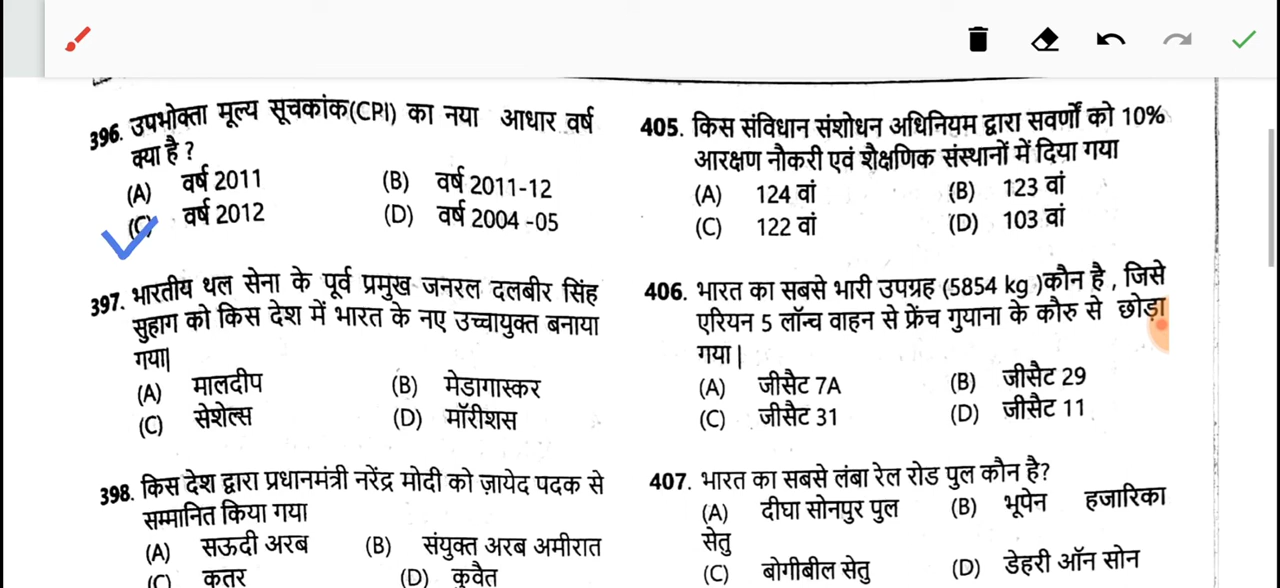 396. उपभोक्ता मूल्य सूचकांक(CPI) का नया आधार वर्ष
क्या है ?
(A) वर्ष 2011 (B) वर्ष 2011-12
(C) वर्ष 2012 (D) वर्ष 2004 -05
397. भारतीय थल सेना के पूर्व प्रमुख जनरल दलबीर सिंह
सुहाग को किस देश में भारत के नए उच्चायुक्त बनाया
गया|
(A) मालदीप (B) मेडागास्कर
(C) सेशेल्स (D) मॉरीशस
398. किस देश द्वारा प्रधानमंत्री नरेंद्र मोदी को ज़ायेद पदक से
सम्मानित किया गया
(A) सऊदी अरब (B) संयुक्त अरब अमीरात
(C) कतर (D) कुवैत
405. किस संविधान संशोधन अधिनियम द्वारा सवर्णों को 10%
आरक्षण नौकरी एवं शैक्षणिक संस्थानों में दिया गया
(A) 124 वां (B) 123 वां
(C) 122 वां (D) 103 वां
406. भारत का सबसे भारी उपग्रह (5854 kg )कौन है , जिसे
एरियन 5 लॉन्च वाहन से फ्रेंच गुयाना के कौरु से छोड़ा
गया |
(A) जीसैट 7A (B) जीसैट 29
(C) जीसैट 31 (D) जीसैट 11
407. भारत का सबसे लंबा रेल रोड पुल कौन है?
(A) दीघा सोनपुर पुल (B) भूपेन हजारिका
सेतु
(C) बोगीबील सेतु (D) डेहरी ऑन सोन